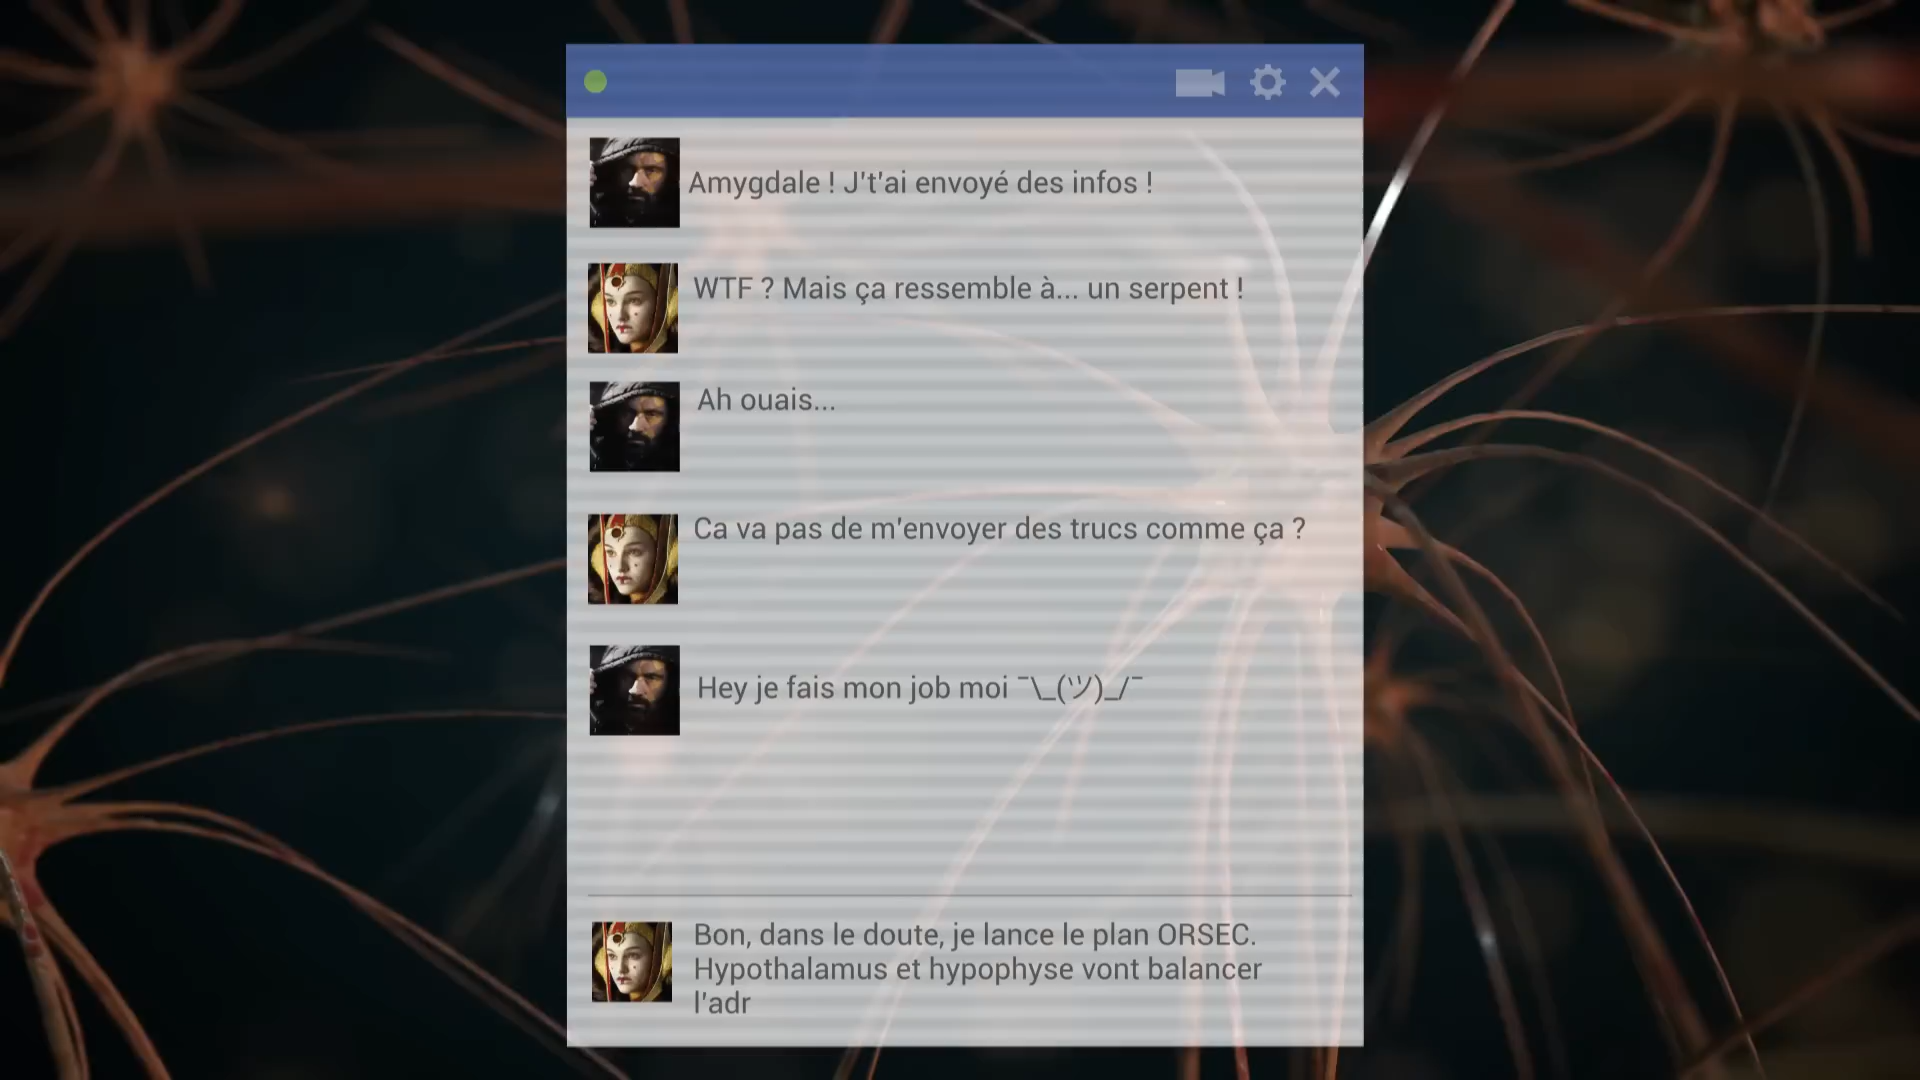 Amygdale ! J't'ai envoyé des infos !
WTF ? Mais ça ressemble à... un serpent !
Ah ouais...
Ca va pas de m'envoyer des trucs comme ça ?
Hey je fais mon job moi ¯\_(ツ)_/¯
Bon, dans le doute, je lance le plan ORSEC.
Hypothalamus et hypophyse vont balancer
l'adr